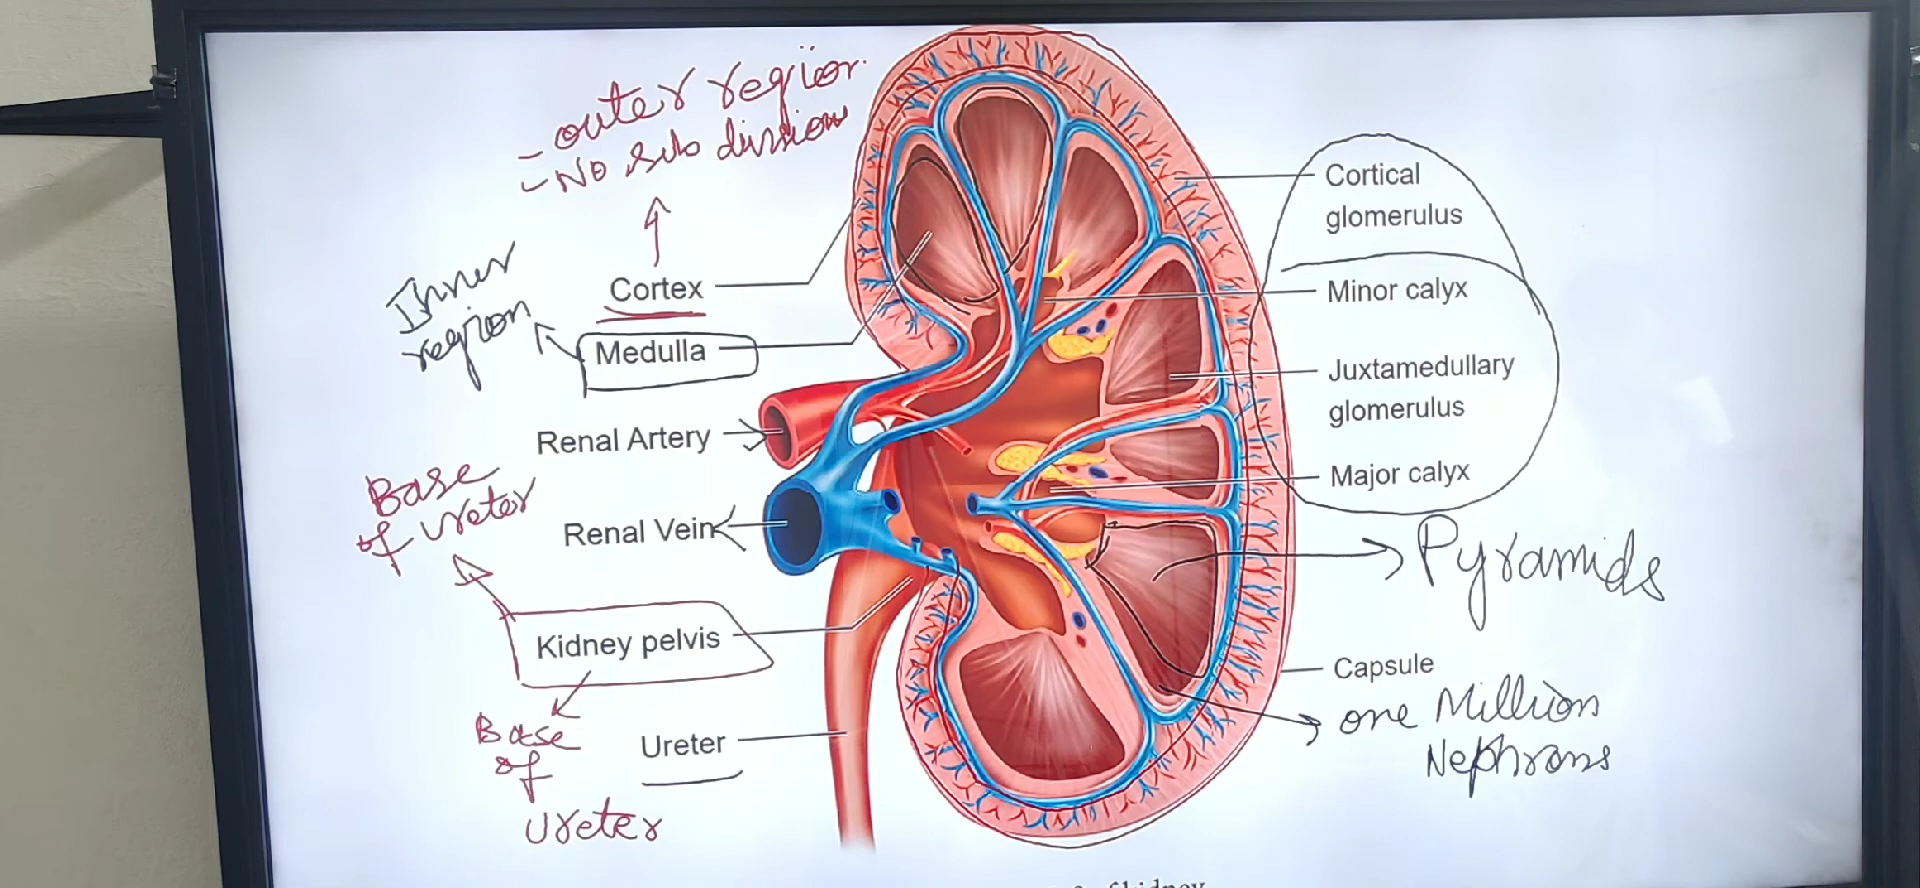 - outer region.
- No sub division
Cortex
Inner
region
Medulla
Renal Artery
Base
of Ureter
Renal Vein
Kidney pelvis
Base
of
Ureter
Ureter
Cortical
glomerulus
Minor calyx
Juxtamedullary
glomerulus
Major calyx
Pyramids
Capsule
one Million
Nephrons